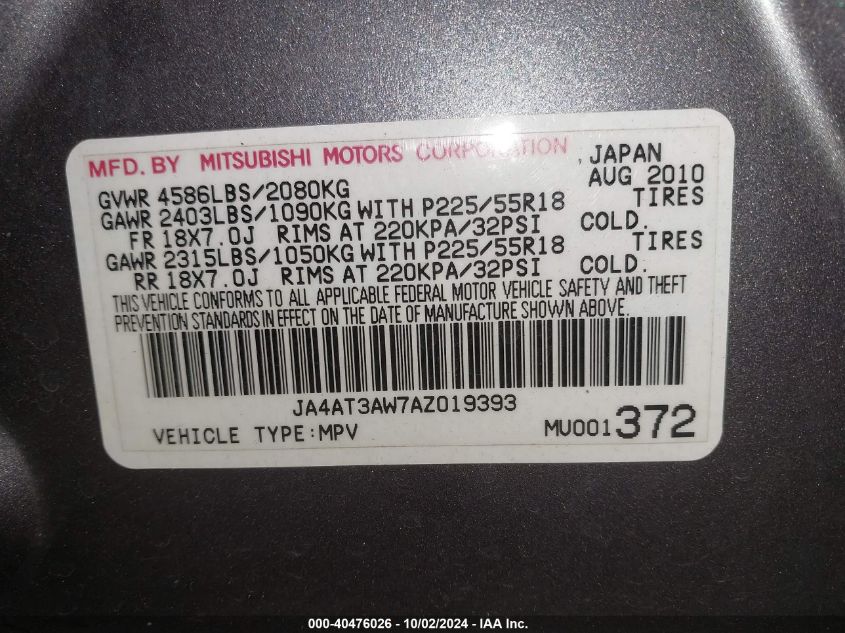 MFD. BY MITSUBISHI MOTORS CORPORATION , JAPAN
GVWR 4586LBS/2080KG AUG 2010
GAWR 2403LBS/1090KG WITH P225/55R18 TIRES
FR 18X7.0J RIMS AT 220KPA/32PSI COLD.
GAWR 2315LBS/1050KG WITH P225/55R18 TIRES
RR 18X7.0J RIMS AT 220KPA/32PSI COLD.
THIS VEHICLE CONFORMS TO ALL APPLICABLE FEDERAL MOTOR VEHICLE SAFETY AND THEFT
PREVENTION STANDARDS IN EFFECT ON THE DATE OF MANUFACTURE SHOWN ABOVE.
JA4AT3AW7AZ019393
VEHICLE TYPE:MPV MU001372
000-40476026 - 10/02/2024 - IAA Inc.